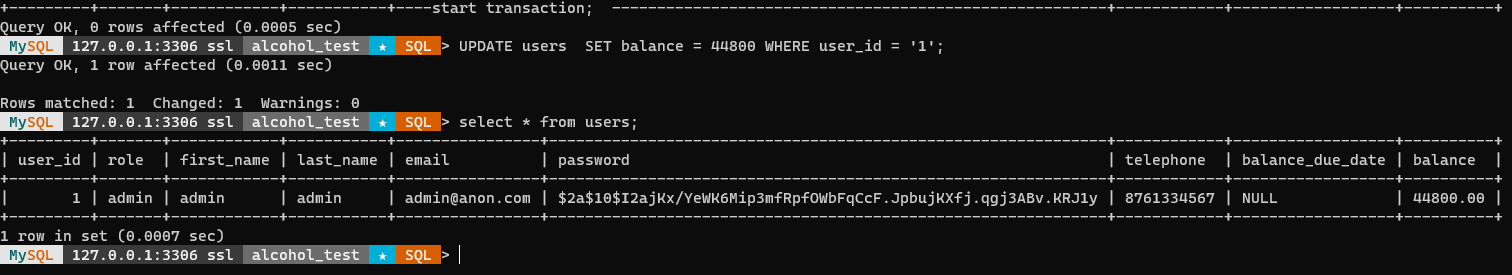 +---------+-------+------------+-----------+----start transaction;  -------------------------------------------------------+------------+------------------+----------+
Query OK, 0 rows affected (0.0005 sec)
MySQL 127.0.0.1:3306 ssl alcohol_test ★ SQL > UPDATE users  SET balance = 44800 WHERE user_id = '1';
Query OK, 1 row affected (0.0011 sec)
Rows matched: 1  Changed: 1  Warnings: 0
MySQL 127.0.0.1:3306 ssl alcohol_test ★ SQL > select * from users;
+---------+-------+------------+-----------+----------------+--------------------------------------------------------------+------------+------------------+----------+
| user_id | role  | first_name | last_name | email          | password                                                     | telephone  | balance_due_date | balance  |
+---------+-------+------------+-----------+----------------+--------------------------------------------------------------+------------+------------------+----------+
|       1 | admin | admin      | admin     | admin@anon.com | $2a$10$I2ajKx/YeWK6Mip3mfRpfOWbFqCcF.JpbujKXfj.qgj3ABv.KRJ1y | 8761334567 | NULL             | 44800.00 |
+---------+-------+------------+-----------+----------------+--------------------------------------------------------------+------------+------------------+----------+
1 row in set (0.0007 sec)
MySQL 127.0.0.1:3306 ssl alcohol_test ★ SQL >